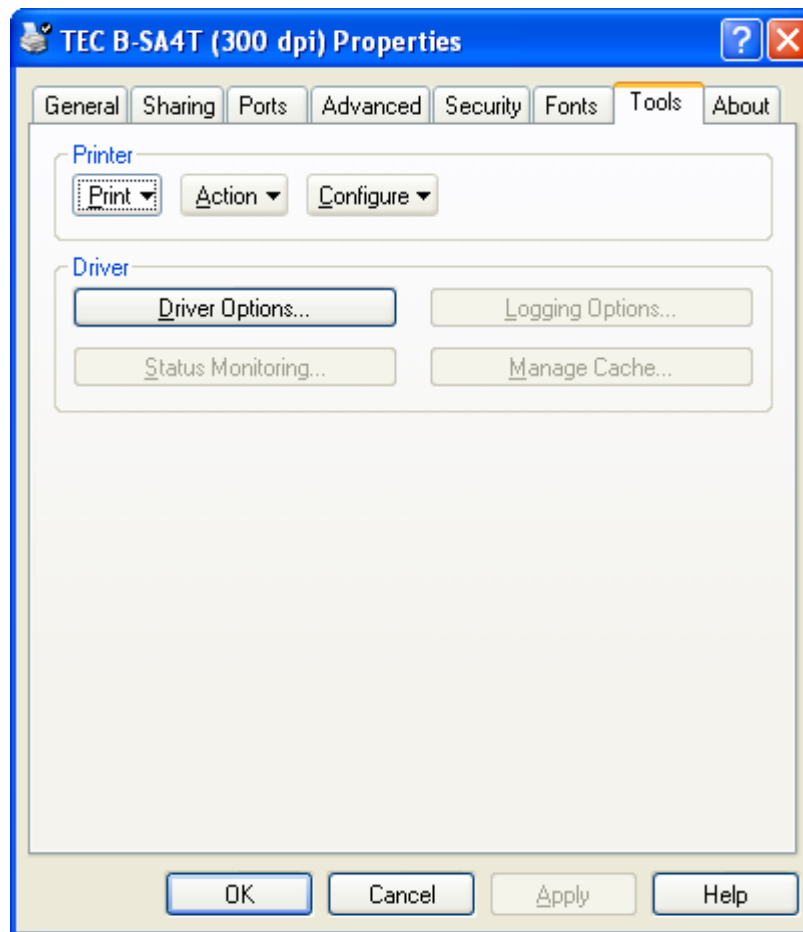 TEC B-SA4T (300 dpi) Properties
General Sharing Ports Advanced Security Fonts Tools About
Printer
Print Action Configure
Driver
Driver Options... Logging Options...
Status Monitoring... Manage Cache...
OK Cancel Apply Help